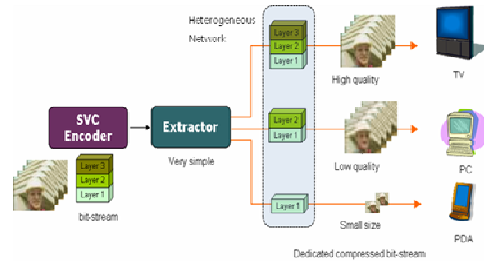 Heterogeneous
Network
Layer 3
Layer 2
Layer 1
High quality
TV
SVC
Encoder
Extractor
Very simple
Layer 2
Layer 1
Low quality
PC
Layer 3
Layer 2
Layer 1
bit-stream
Layer 1
Small size
PDA
Dedicated compressed bit-stream